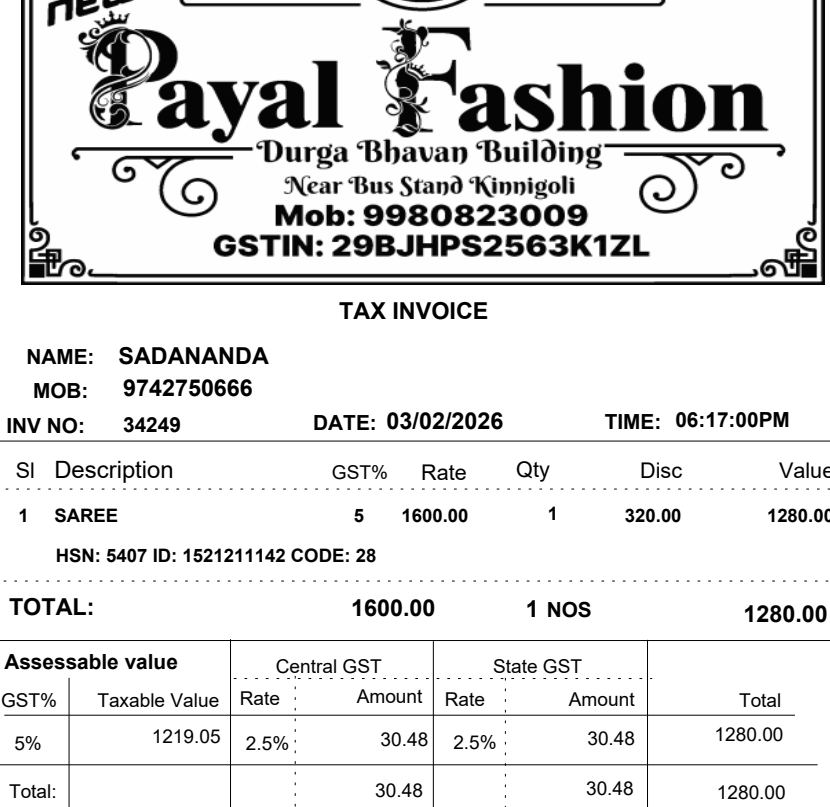 new
Payal Fashion
Durga Bhavan Building
Near Bus Stand Kinnigoli
Mob: 9980823009
GSTIN: 29BJHPS2563K1ZL
TAX INVOICE
NAME: SADANANDA
MOB: 9742750666
INV NO: 34249 DATE: 03/02/2026 TIME: 06:17:00PM
Sl Description GST% Rate Qty Disc Value
1 SAREE 5 1600.00 1 320.00 1280.00
HSN: 5407 ID: 1521211142 CODE: 28
TOTAL: 1600.00 1 NOS 1280.00
Assessable value Central GST State GST
GST% Taxable Value Rate Amount Rate Amount Total
5% 1219.05 2.5% 30.48 2.5% 30.48 1280.00
Total: 30.48 30.48 1280.00